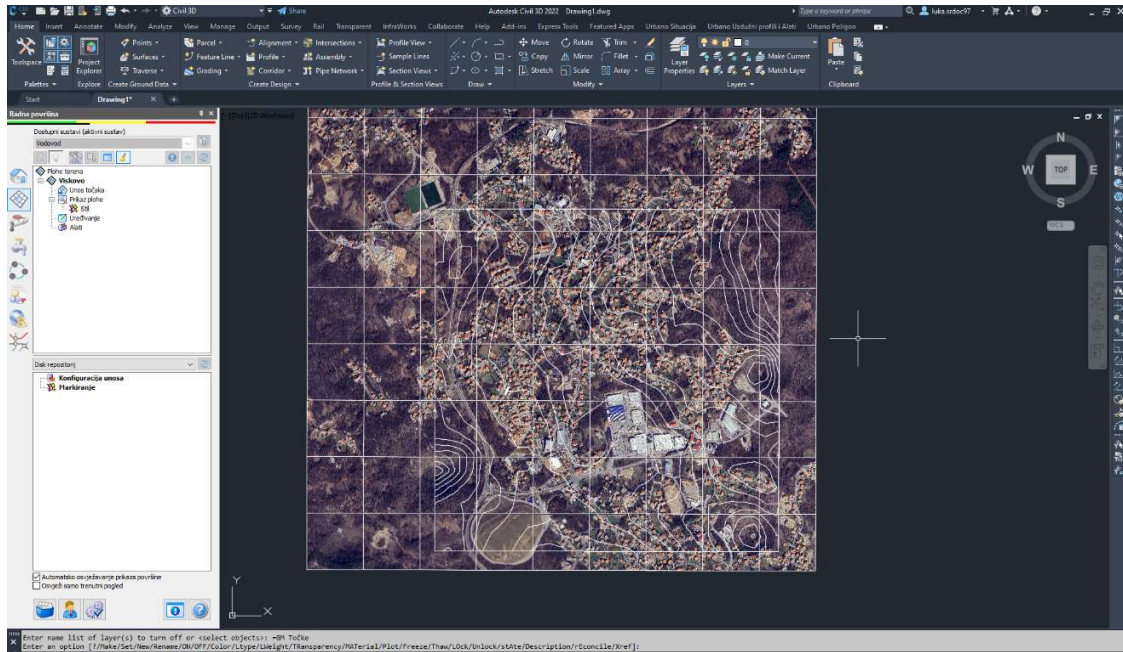 Civil 3D
Share
Autodesk Civil 3D 2022 Drawing1.dwg
Type a keyword or phrase
luka.srdoc97
Home Insert Annotate Modify Analyze View Manage Output Survey Rail Transparent InfraWorks Collaborate Help Add-ins Express Tools Featured Apps Urbano Situacija Urbano Uzdužni profili i Alati Urbano Poligon
Points Parcel Alignment Intersections Profile View Move Rotate Trim
Toolspace Project Explorer Surfaces Feature Line Profile Assembly Sample Lines Copy Mirror Fillet Layer Properties Make Current Paste
Traverse Grading Corridor Pipe Network Section Views Stretch Scale Array Match Layer
Palettes Explore Create Ground Data Create Design Profile & Section Views Draw Modify Layers Clipboard
Start Drawing1*
Radna površina
Dostupni sustavi (aktivni sustav)
Vodovod
Plohe terena
Viskovo
Unos točaka
Prikaz plohe
Stil
Uređivanje
Alati
N
W TOP E
S
WCS
Disk repozitorij
Konfiguracija unosa
Markiranje
Automatsko osvježavanje prikaza površine
Osvježi samo trenutni pogled
Y
X
Enter name list of layer(s) to turn off or <select objects>: =GM Točke
Enter an option [?/Make/Set/New/Rename/ON/OFF/Color/Ltype/LWeight/TRansparency/MATerial/Plot/Freeze/Thaw/LOck/Unlock/stAte/Description/rEconcile/Xref]: